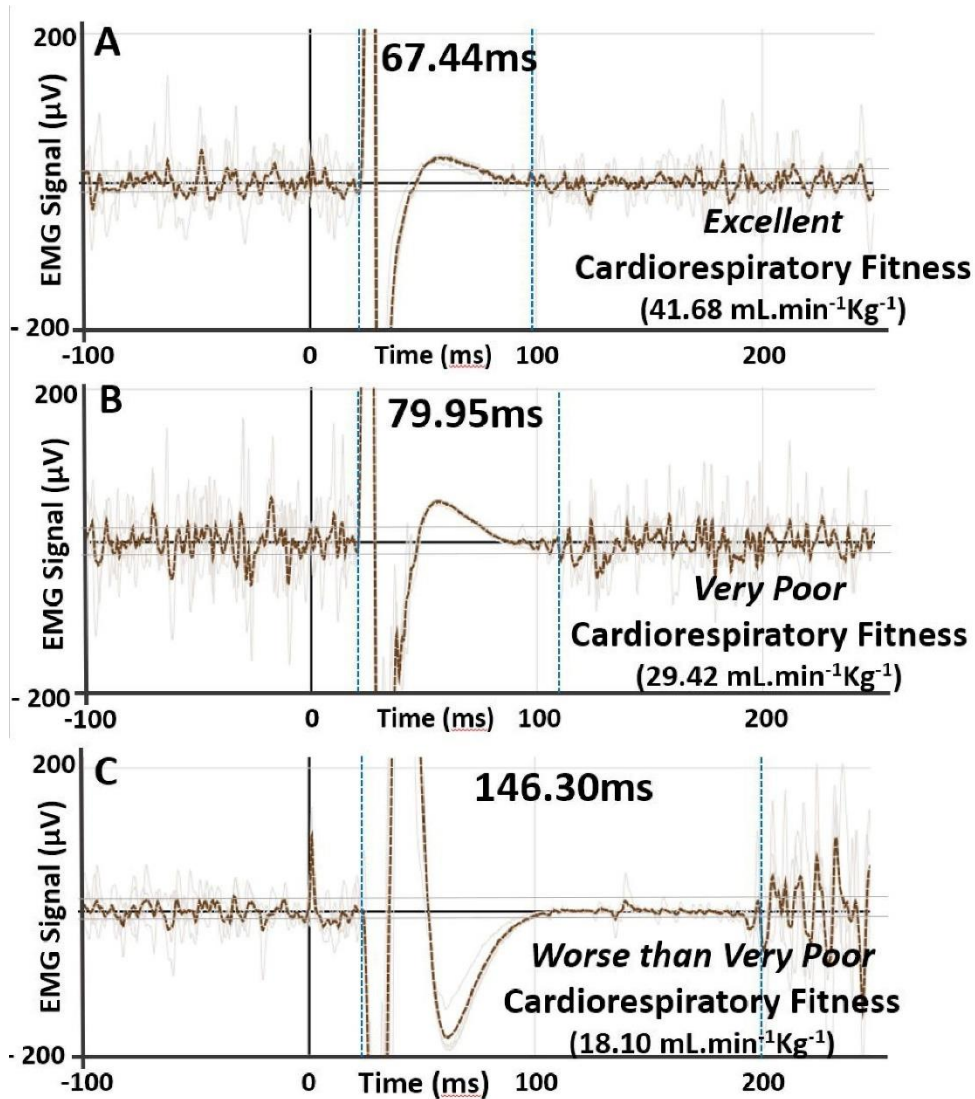 A
200
67.44ms
EMG Signal (µV)
Excellent
Cardiorespiratory Fitness
(41.68 mL.min⁻¹Kg⁻¹)
- 200
-100
0
Time (ms)
100
200
B
200
79.95ms
EMG Signal (µV)
Very Poor
Cardiorespiratory Fitness
(29.42 mL.min⁻¹Kg⁻¹)
- 200
-100
0
Time (ms)
100
200
C
200
146.30ms
EMG Signal (µV)
Worse than Very Poor
Cardiorespiratory Fitness
(18.10 mL.min⁻¹Kg⁻¹)
- 200
-100
0
Time (ms)
100
200